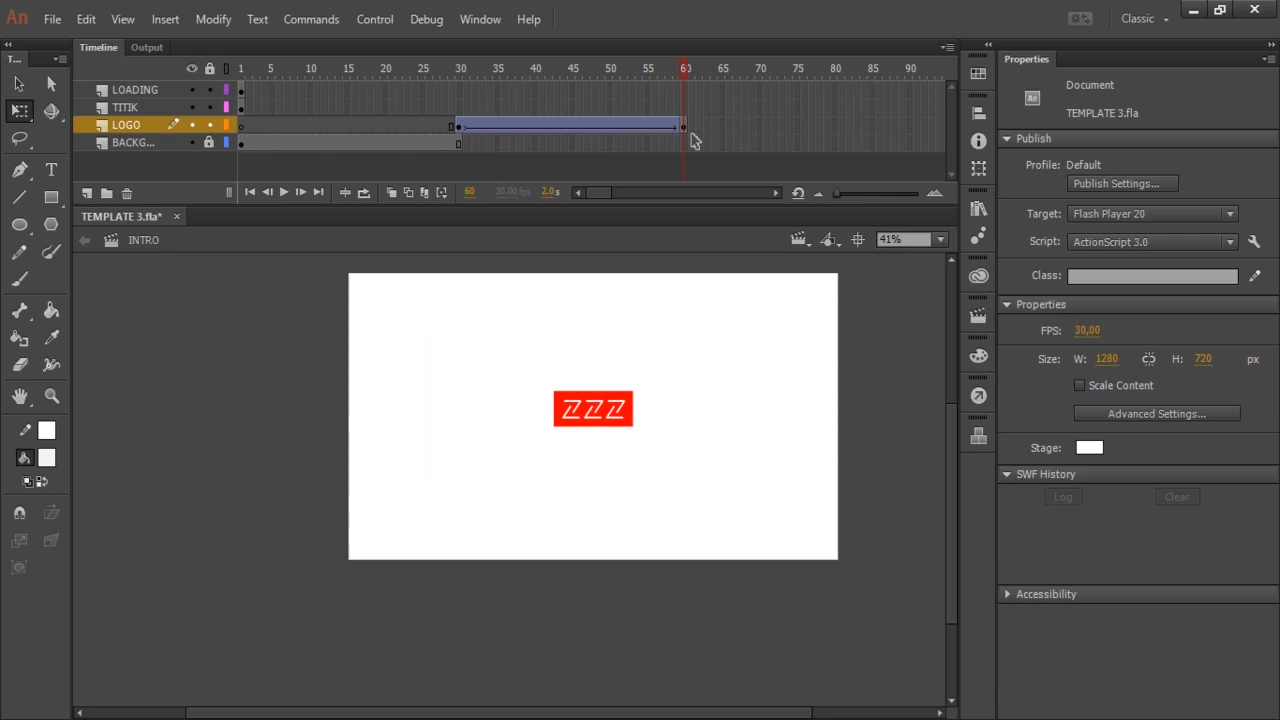 An File Edit View Insert Modify Text Commands Control Debug Window Help Classic
Timeline Output
T...
1 5 10 15 20 25 30 35 40 45 50 55 60 65 70 75 80 85 90
LOADING
TITIK
LOGO
BACKG...
60 30,00 fps 2,0 s
TEMPLATE 3.fla*
INTRO
41%
ZZZ
Properties
Document
An
TEMPLATE 3.fla
Publish
Profile: Default
Publish Settings...
Target: Flash Player 20
Script: ActionScript 3.0
Class:
Properties
FPS: 30,00
Size: W: 1280 H: 720 px
Scale Content
Advanced Settings...
Stage:
SWF History
Log Clear
Accessibility